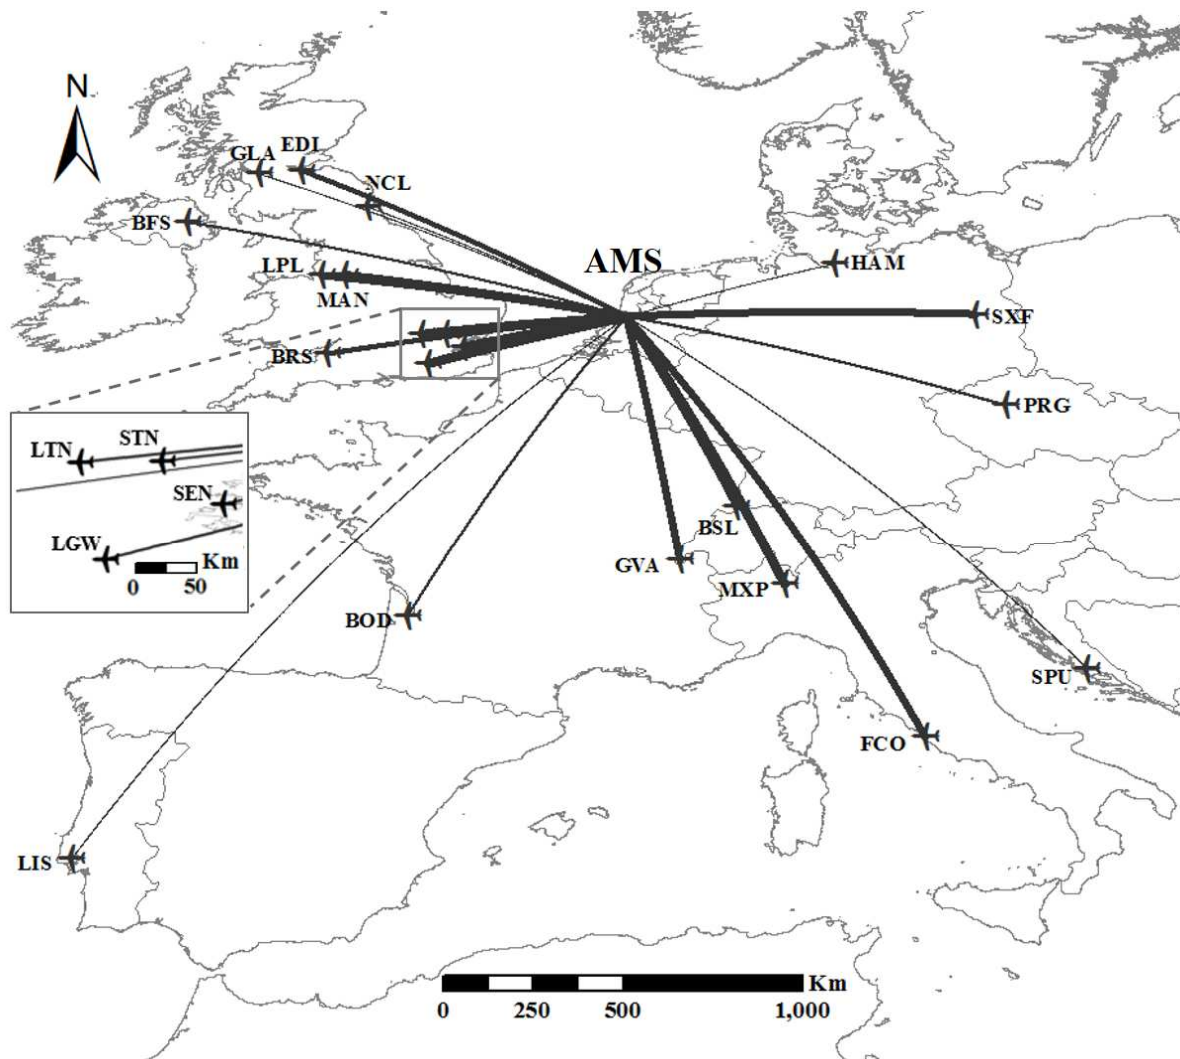 N
EDI
GLA
NCL
BFS
AMS
LPL
HAM
MAN
SXF
BRS
PRG
STN
LTN
SEN
BSL
LGW
Km
GVA
0 50
MXP
BOD
SPU
FCO
LIS
Km
0 250 500 1,000